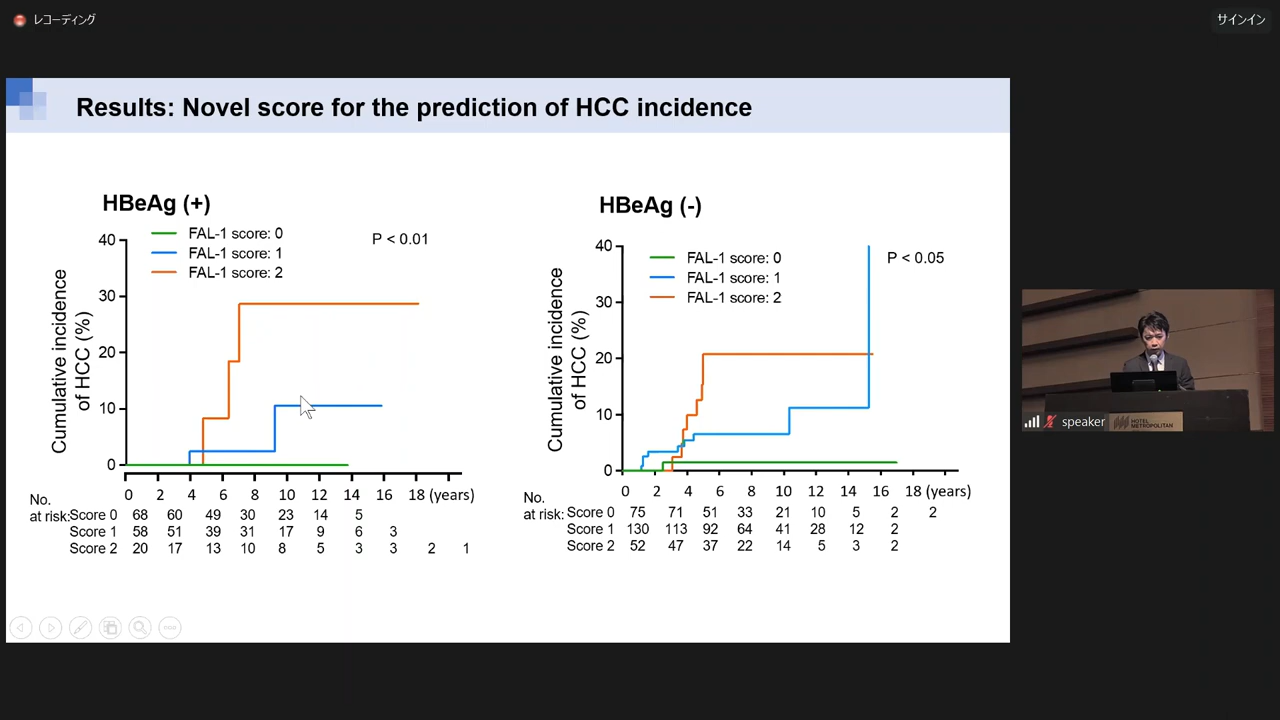 レコーディング
サインイン
Results: Novel score for the prediction of HCC incidence
HBeAg (+)
FAL-1 score: 0
FAL-1 score: 1
FAL-1 score: 2
P < 0.01
Cumulative incidence
of HCC (%)
40
30
20
10
0
0 2 4 6 8 10 12 14 16 18 (years)
No.
at risk:
Score 0 68 60 49 30 23 14 5
Score 1 58 51 39 31 17 9 6 3
Score 2 20 17 13 10 8 5 3 3 2 1
HBeAg (-)
FAL-1 score: 0
FAL-1 score: 1
FAL-1 score: 2
P < 0.05
Cumulative incidence
of HCC (%)
40
30
20
10
0
0 2 4 6 8 10 12 14 16 18 (years)
No.
at risk:
Score 0 75 71 51 33 21 10 5 2 2
Score 1 130 113 92 64 41 28 12 2
Score 2 52 47 37 22 14 5 3 2
speaker
HOTEL
METROPOLITAN